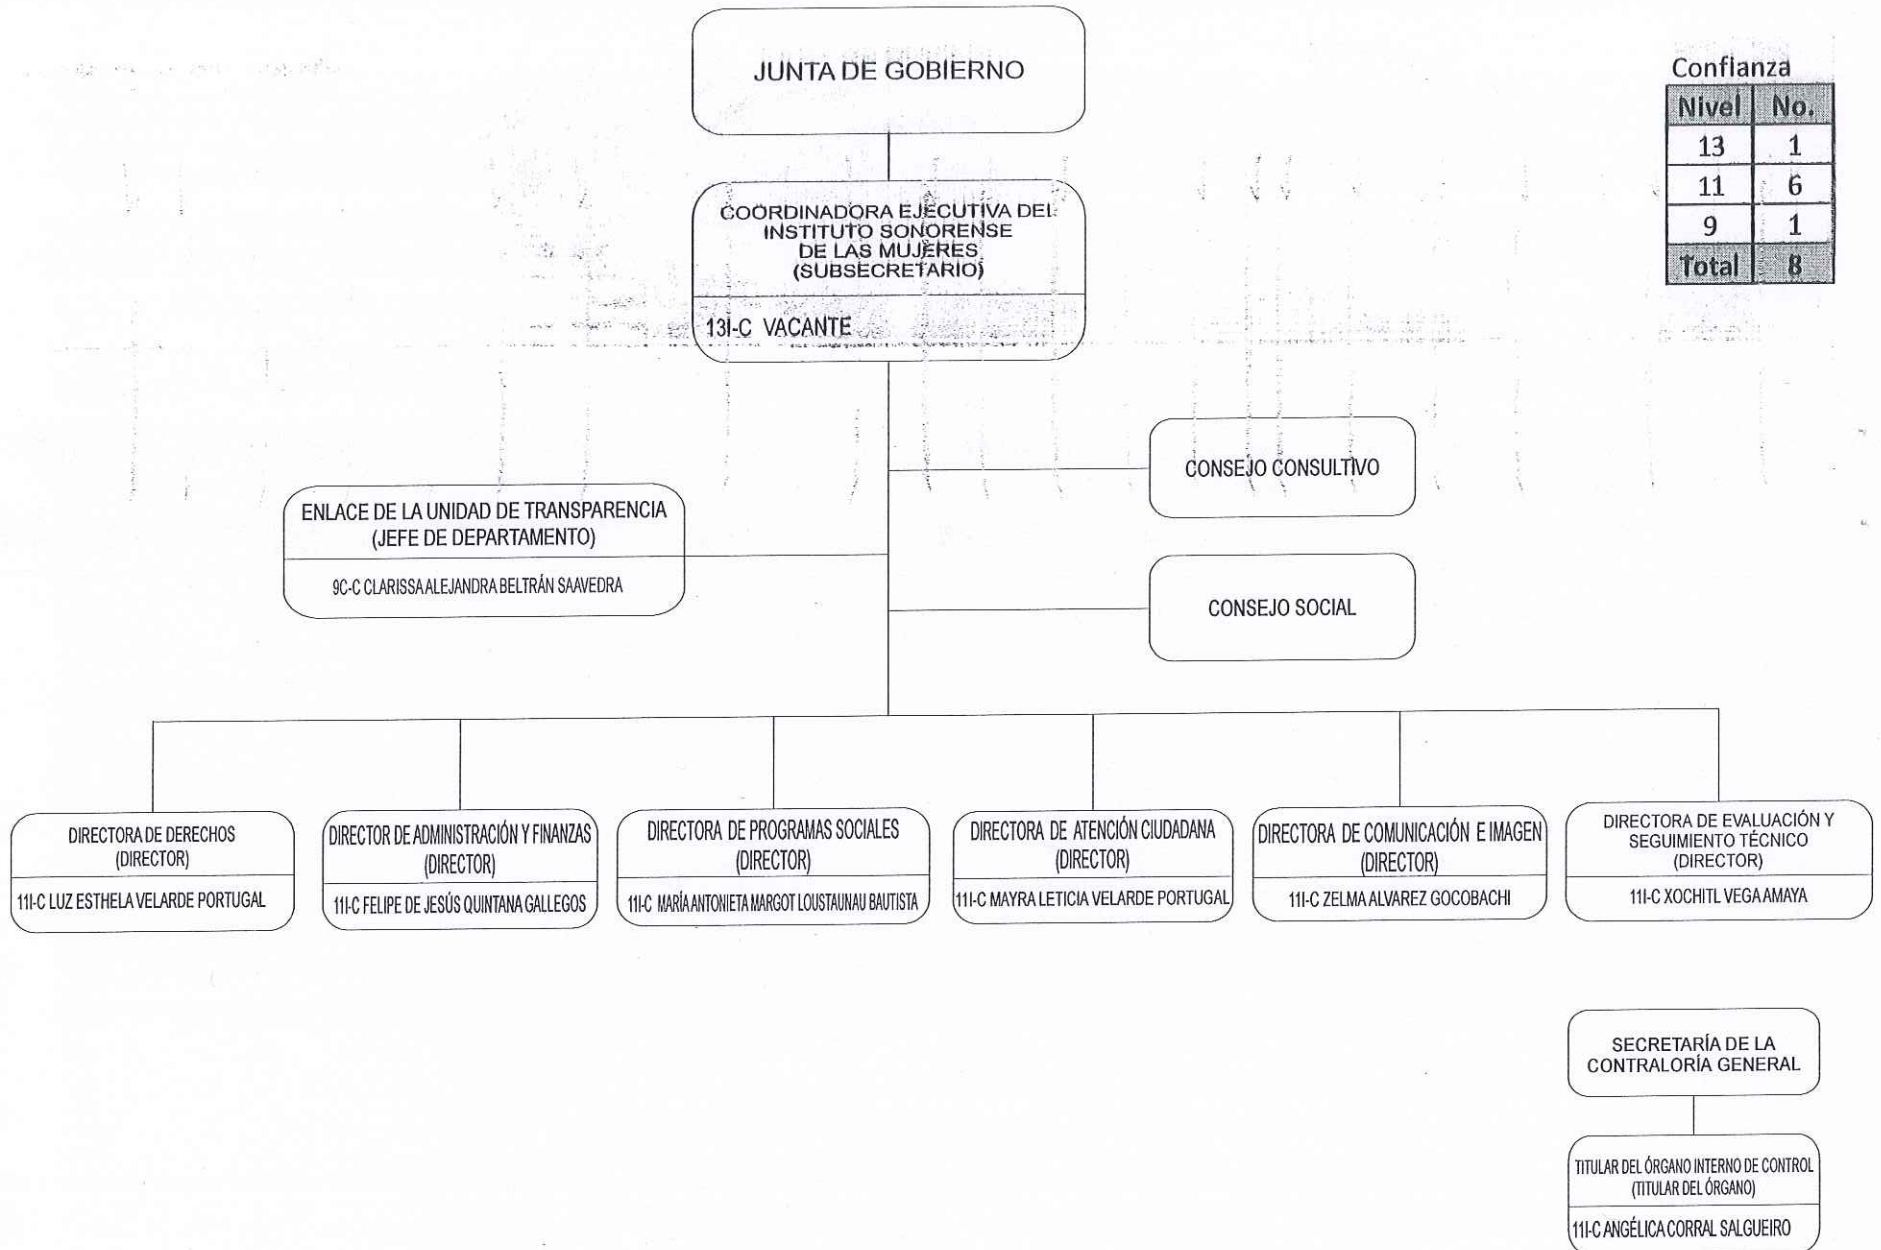 JUNTA DE GOBIERNO
Confianza
Nivel No.
13 1
11 6
9 1
Total 8
COORDINADORA EJECUTIVA DEL
INSTITUTO SONORENSE
DE LAS MUJERES
(SUBSECRETARIO)
13I-C VACANTE
CONSEJO CONSULTIVO
ENLACE DE LA UNIDAD DE TRANSPARENCIA
(JEFE DE DEPARTAMENTO)
9C-C CLARISSA ALEJANDRA BELTRÁN SAAVEDRA
CONSEJO SOCIAL
DIRECTORA DE DERECHOS
(DIRECTOR)
11I-C LUZ ESTHELA VELARDE PORTUGAL
DIRECTOR DE ADMINISTRACIÓN Y FINANZAS
(DIRECTOR)
11I-C FELIPE DE JESÚS QUINTANA GALLEGOS
DIRECTORA DE PROGRAMAS SOCIALES
(DIRECTOR)
11I-C MARÍA ANTONIETA MARGOT LOUSTAUNAU BAUTISTA
DIRECTORA DE ATENCIÓN CIUDADANA
(DIRECTOR)
11I-C MAYRA LETICIA VELARDE PORTUGAL
DIRECTORA DE COMUNICACIÓN E IMAGEN
(DIRECTOR)
11I-C ZELMA ALVAREZ GOCOBACHI
DIRECTORA DE EVALUACIÓN Y
SEGUIMIENTO TÉCNICO
(DIRECTOR)
11I-C XOCHITL VEGA AMAYA
SECRETARÍA DE LA
CONTRALORÍA GENERAL
TITULAR DEL ÓRGANO INTERNO DE CONTROL
(TITULAR DEL ÓRGANO)
11I-C ANGÉLICA CORRAL SALGUEIRO